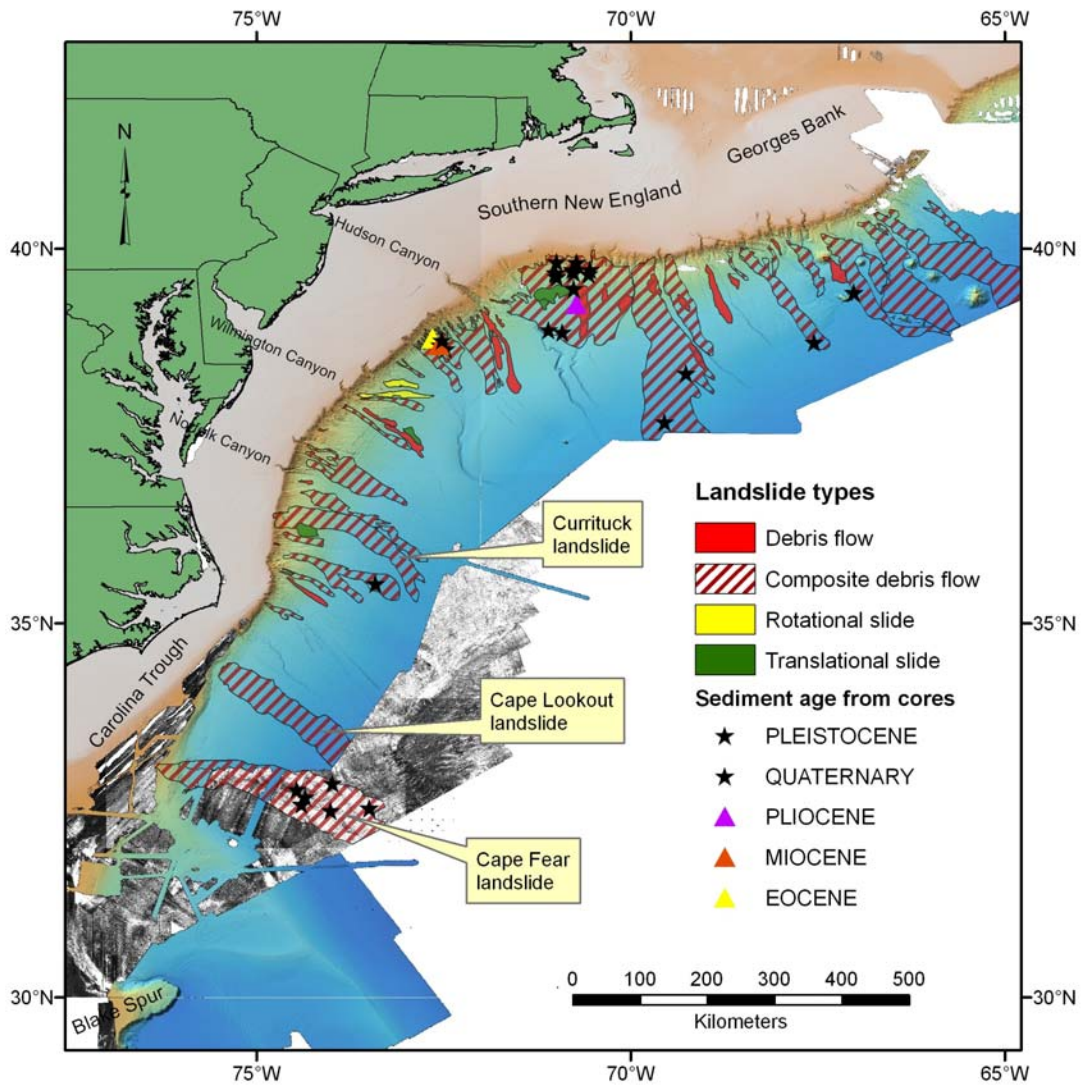 75°W
70°W
65°W
N
Georges Bank
Southern New England
Hudson Canyon
40°N
40°N
Wilmington Canyon
Norfolk Canyon
Landslide types
Debris flow
Composite debris flow
Rotational slide
Translational slide
Currituck
landslide
35°N
35°N
Carolina Trough
Cape Lookout
landslide
Sediment age from cores
PLEISTOCENE
QUATERNARY
PLIOCENE
MIOCENE
EOCENE
Cape Fear
landslide
30°N
30°N
Blake Spur
0 100 200 300 400 500
Kilometers
75°W
70°W
65°W